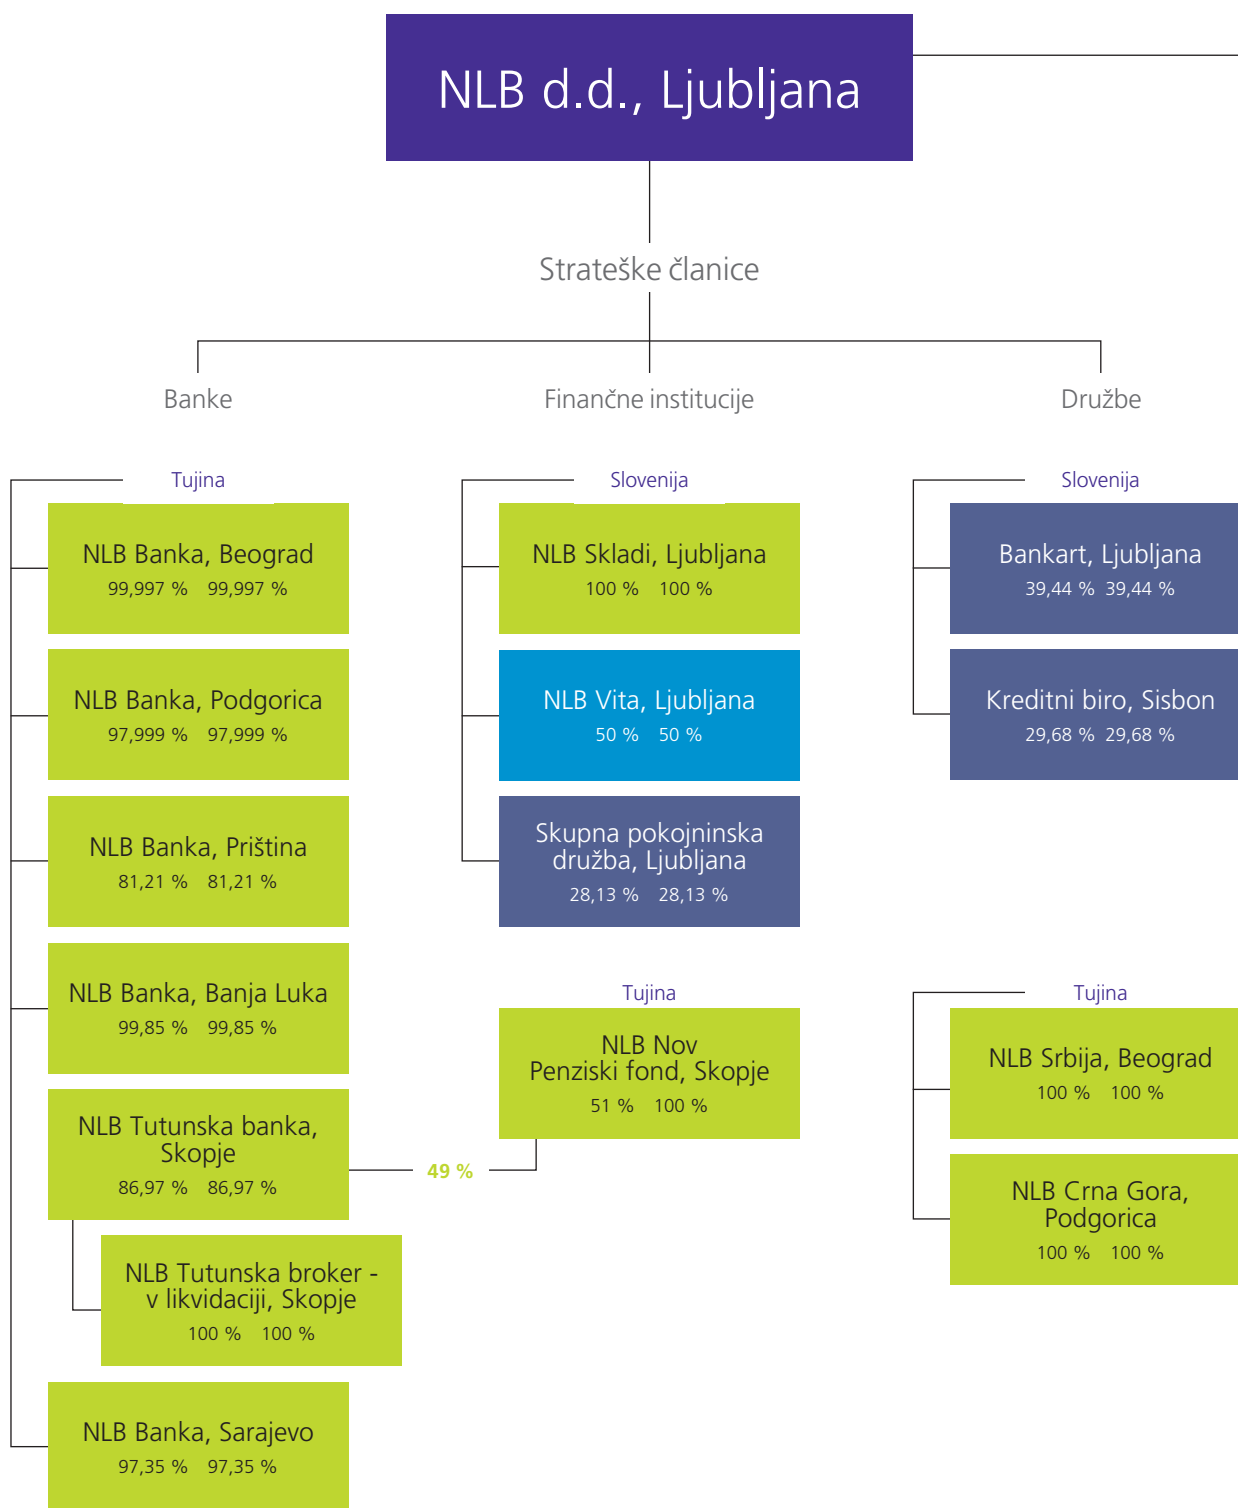 NLB d.d., Ljubljana
Strateške članice
Banke
Tujina
NLB Banka, Beograd
99,997 % 99,997 %
NLB Banka, Podgorica
97,999 % 97,999 %
NLB Banka, Priština
81,21 % 81,21 %
NLB Banka, Banja Luka
99,85 % 99,85 %
NLB Tutunska banka,
Skopje
86,97 % 86,97 %
49 %
NLB Tutunska broker -
v likvidaciji, Skopje
100 % 100 %
NLB Banka, Sarajevo
97,35 % 97,35 %
Finančne institucije
Slovenija
NLB Skladi, Ljubljana
100 % 100 %
NLB Vita, Ljubljana
50 % 50 %
Skupna pokojninska
družba, Ljubljana
28,13 % 28,13 %
Tujina
NLB Nov
Penziski fond, Skopje
51 % 100 %
Družbe
Slovenija
Bankart, Ljubljana
39,44 % 39,44 %
Kreditni biro, Sisbon
29,68 % 29,68 %
Tujina
NLB Srbija, Beograd
100 % 100 %
NLB Crna Gora,
Podgorica
100 % 100 %